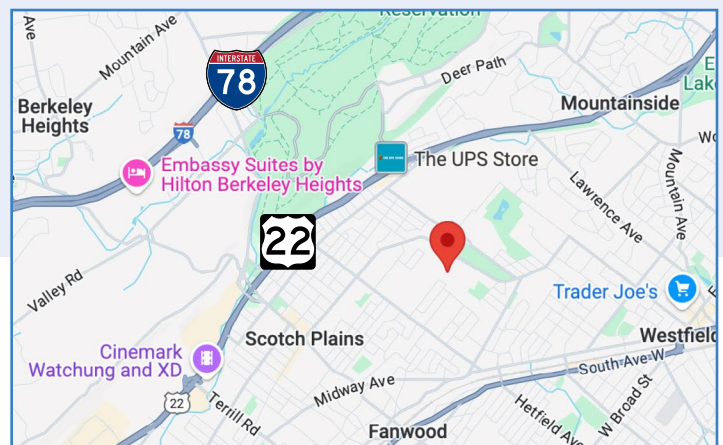 Reservation
Ave
Mountain Ave
INTERSTATE
78
Deer Path
E
Lak
Berkeley
Heights
Mountainside
78
Wo
The UPS Store
Embassy Suites by
Hilton Berkeley Heights
Lawrence Ave
Mountain Ave
22
Valley Rd
Trader Joe's
E
Scotch Plains
Westfield
Cinemark
Watchung and XD
South Ave W
Midway Ave
22
Terrill Rd
W Broad St
Hetfield Ave
Fanwood